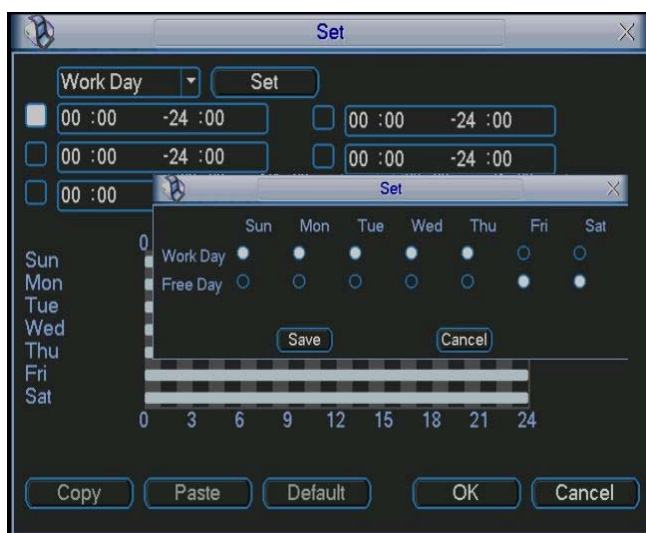 Set
Work Day Set
00 :00 -24 :00 00 :00 -24 :00
00 :00 -24 :00 00 :00 -24 :00
00 :00
Set
Sun Mon Tue Wed Thu Fri Sat
Work Day
Free Day
Save Cancel
0
Sun
Mon
Tue
Wed
Thu
Fri
Sat
0 3 6 9 12 15 18 21 24
Copy Paste Default OK Cancel